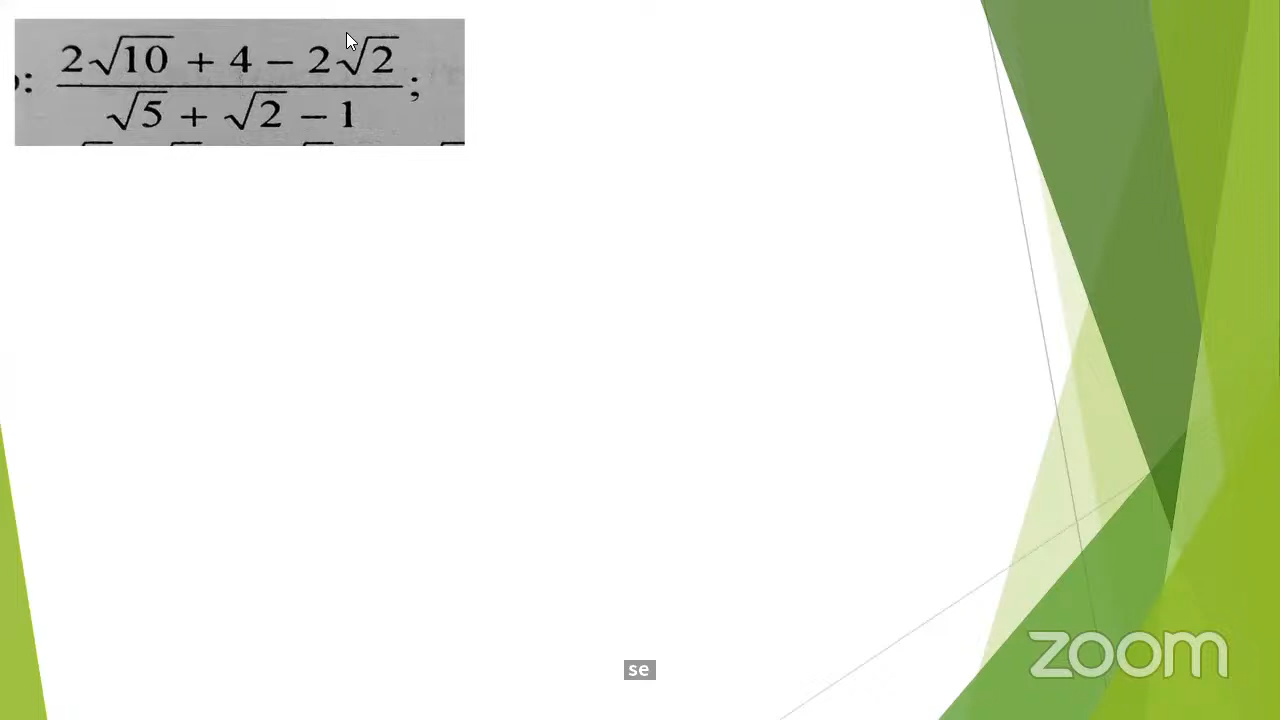 ): 2√10 + 4 − 2√2
√5 + √2 − 1 ;
se
zoom